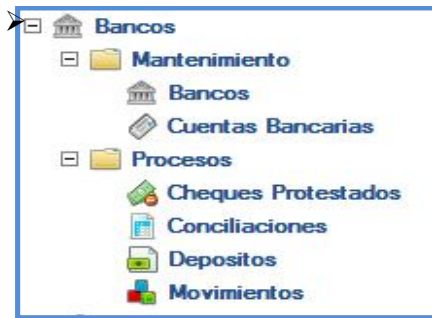 Bancos
Mantenimiento
Bancos
Cuentas Bancarias
Procesos
Cheques Protestados
Conciliaciones
Depositos
Movimientos